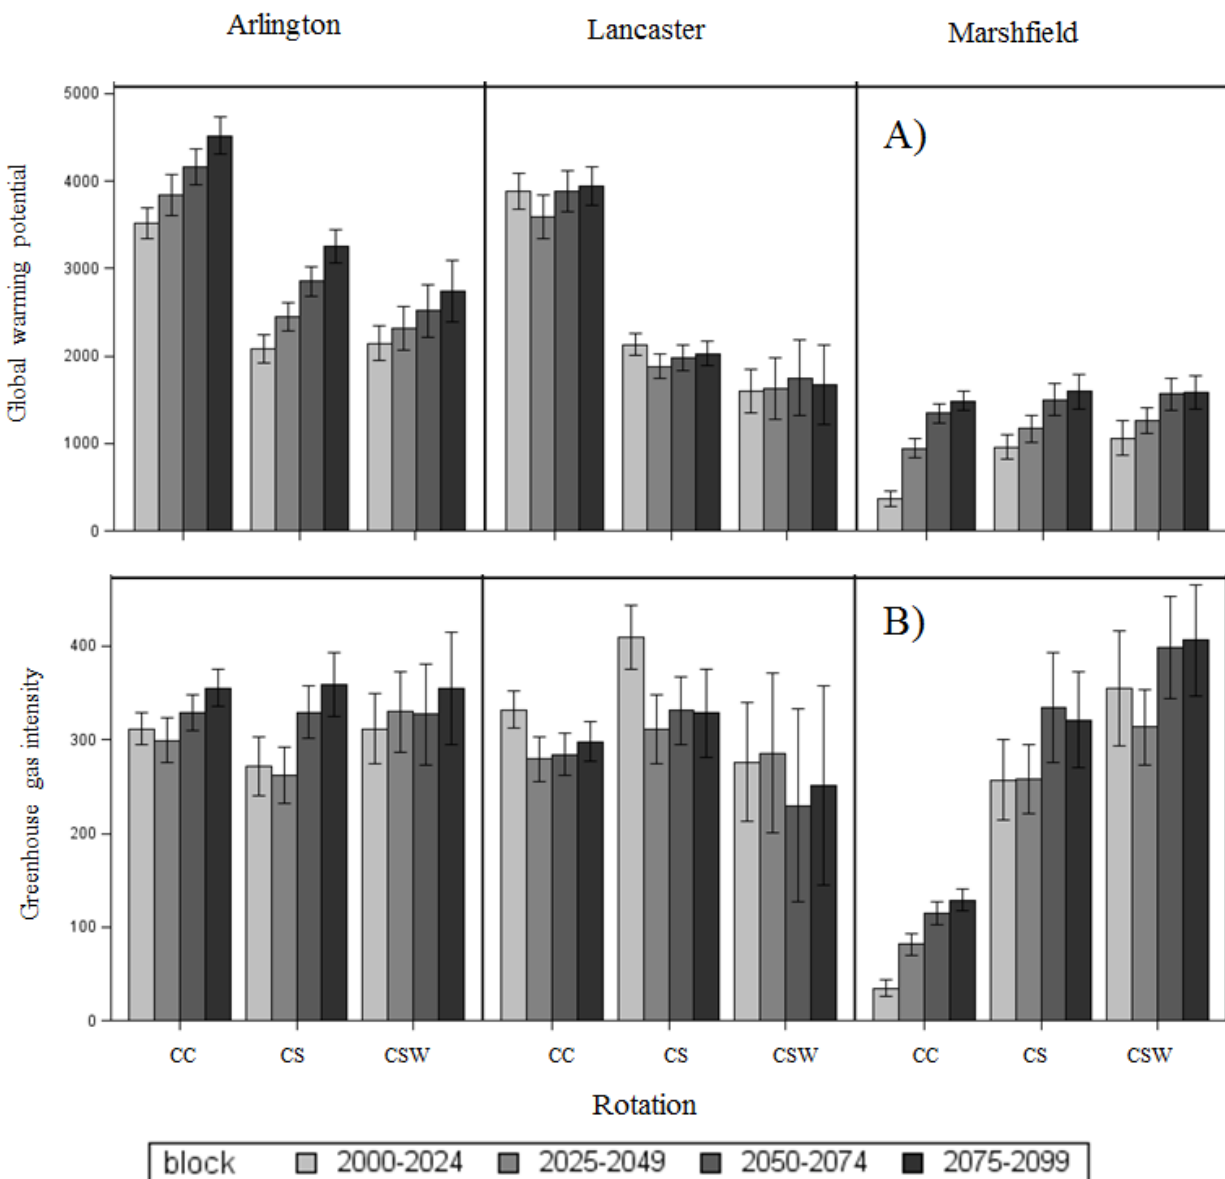 Arlington Lancaster Marshfield
A)
Global warming potential
5000
4000
3000
2000
1000
0
B)
Greenhouse gas intensity
400
300
200
100
0
CC CS CSW CC CS CSW CC CS CSW
Rotation
block 2000-2024 2025-2049 2050-2074 2075-2099